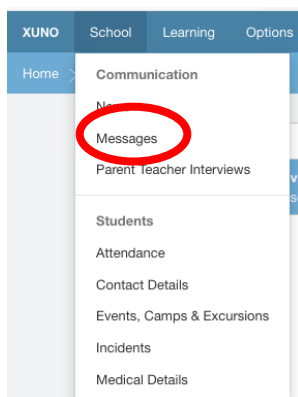 XUNO School Learning Options
Home
Communication
Messages
Parent Teacher Interviews
Students
Attendance
Contact Details
Events, Camps & Excursions
Incidents
Medical Details